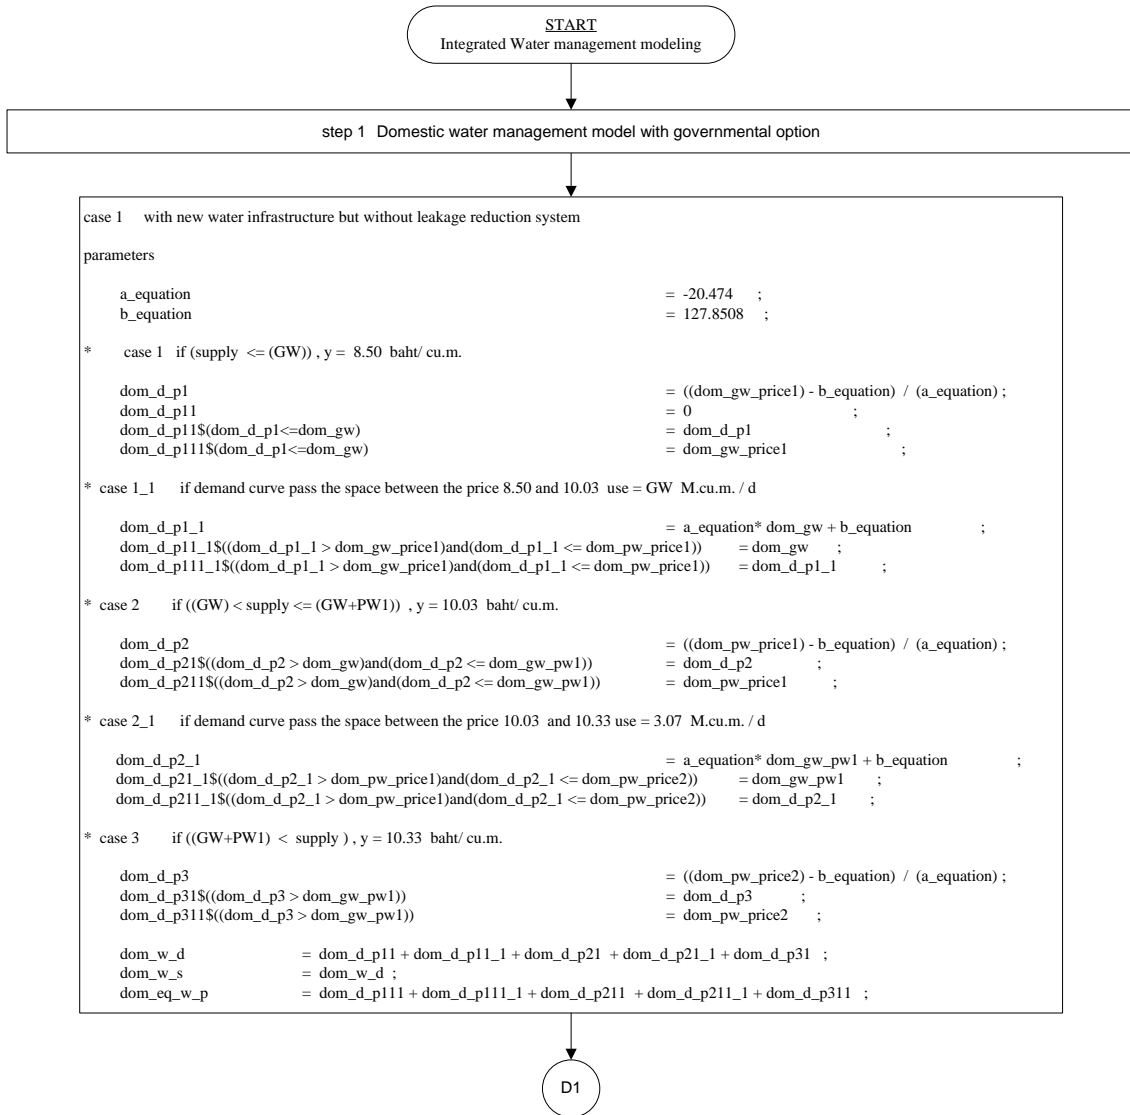 START
Integrated Water management modeling
step 1 Domestic water management model with governmental option
case 1 with new water infrastructure but without leakage reduction system
parameters
a_equation = -20.474 ;
b_equation = 127.8508 ;
* case 1 if (supply <= (GW)) , y = 8.50 baht/ cu.m.
dom_d_p1 = ((dom_gw_price1) - b_equation) / (a_equation) ;
dom_d_p11 = 0 ;
dom_d_p11$(dom_d_p1<=dom_gw) = dom_d_p1 ;
dom_d_p111$(dom_d_p1<=dom_gw) = dom_gw_price1 ;
* case 1_1 if demand curve pass the space between the price 8.50 and 10.03 use = GW M.cu.m. / d
dom_d_p1_1 = a_equation* dom_gw + b_equation ;
dom_d_p11_1$((dom_d_p1_1 > dom_gw_price1)and(dom_d_p1_1 <= dom_pw_price1)) = dom_gw ;
dom_d_p111_1$((dom_d_p1_1 > dom_gw_price1)and(dom_d_p1_1 <= dom_pw_price1)) = dom_d_p1_1 ;
* case 2 if ((GW) < supply <= (GW+PW1)) , y = 10.03 baht/ cu.m.
dom_d_p2 = ((dom_pw_price1) - b_equation) / (a_equation) ;
dom_d_p21$((dom_d_p2 > dom_gw)and(dom_d_p2 <= dom_gw_pw1)) = dom_d_p2 ;
dom_d_p211$((dom_d_p2 > dom_gw)and(dom_d_p2 <= dom_gw_pw1)) = dom_pw_price1 ;
* case 2_1 if demand curve pass the space between the price 10.03 and 10.33 use = 3.07 M.cu.m. / d
dom_d_p2_1 = a_equation* dom_gw_pw1 + b_equation ;
dom_d_p21_1$((dom_d_p2_1 > dom_pw_price1)and(dom_d_p2_1 <= dom_pw_price2)) = dom_gw_pw1 ;
dom_d_p211_1$((dom_d_p2_1 > dom_pw_price1)and(dom_d_p2_1 <= dom_pw_price2)) = dom_d_p2_1 ;
* case 3 if ((GW+PW1) < supply ) , y = 10.33 baht/ cu.m.
dom_d_p3 = ((dom_pw_price2) - b_equation) / (a_equation) ;
dom_d_p31$((dom_d_p3 > dom_gw_pw1)) = dom_d_p3 ;
dom_d_p311$((dom_d_p3 > dom_gw_pw1)) = dom_pw_price2 ;
dom_w_d = dom_d_p11 + dom_d_p11_1 + dom_d_p21 + dom_d_p21_1 + dom_d_p31 ;
dom_w_s = dom_w_d ;
dom_eq_w_p = dom_d_p111 + dom_d_p111_1 + dom_d_p211 + dom_d_p211_1 + dom_d_p311 ;
D1